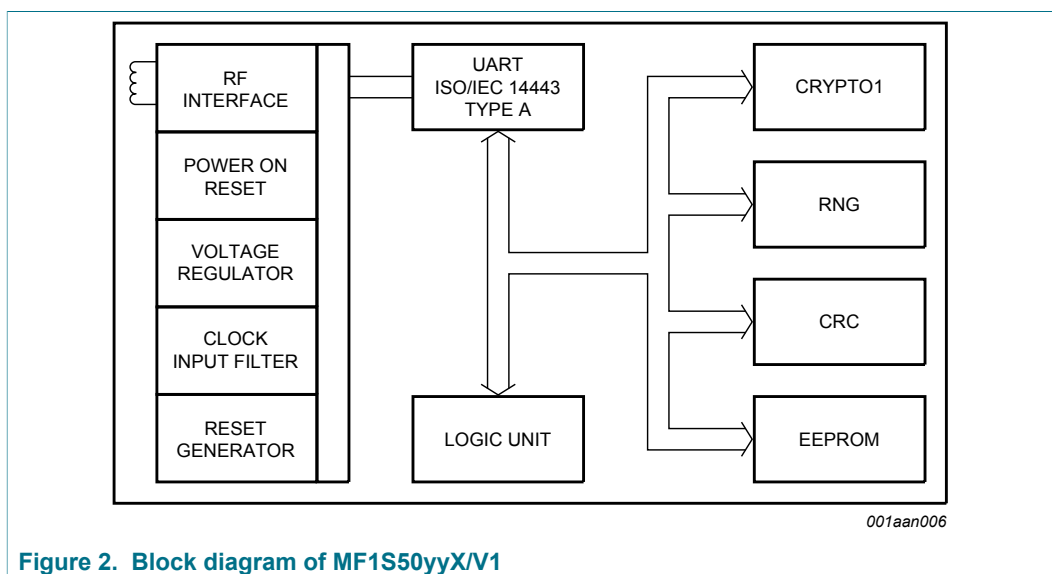 RF
INTERFACE
POWER ON
RESET
VOLTAGE
REGULATOR
CLOCK
INPUT FILTER
RESET
GENERATOR
UART
ISO/IEC 14443
TYPE A
LOGIC UNIT
CRYPTO1
RNG
CRC
EEPROM
001aan006
Figure 2. Block diagram of MF1S50yyX/V1